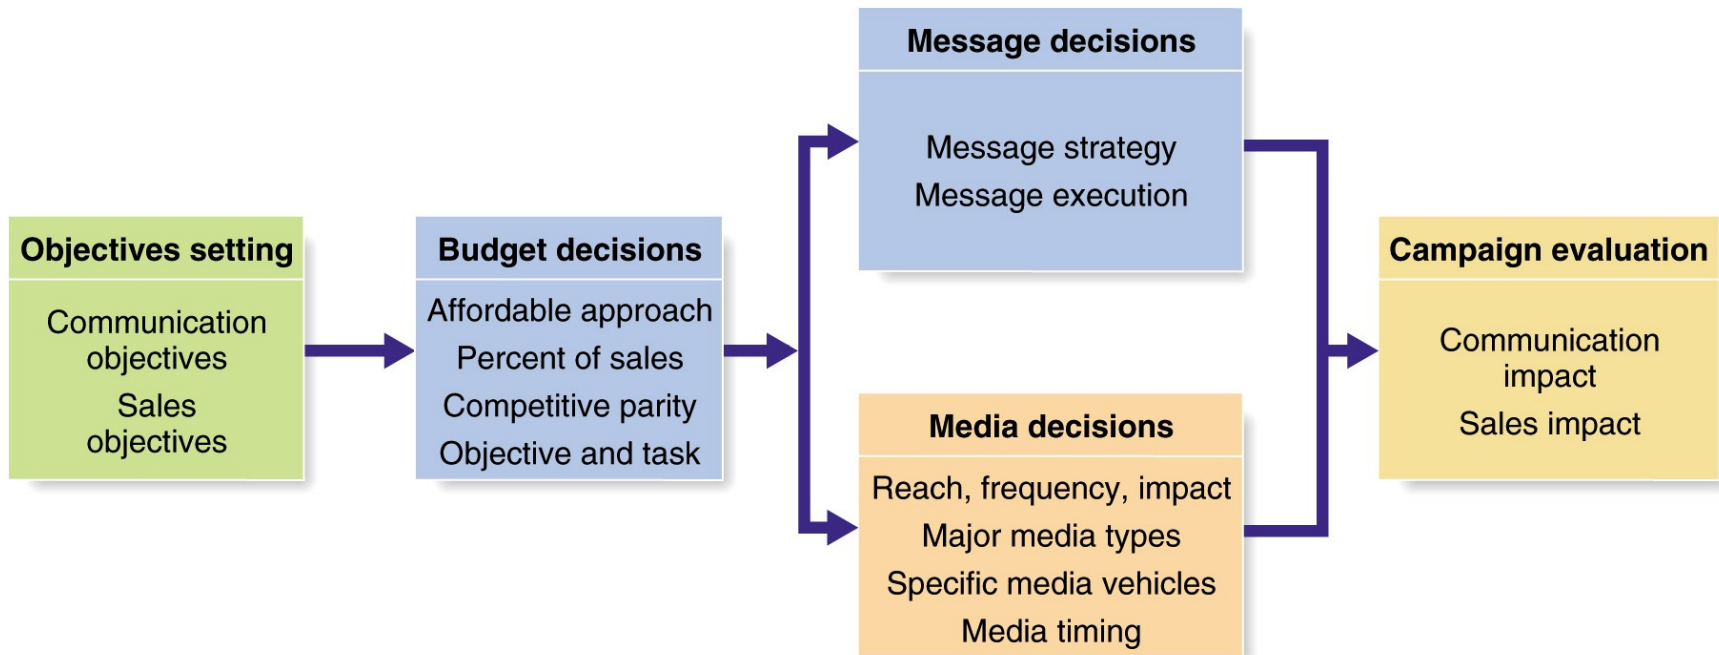 Objectives setting
Communication
objectives
Sales
objectives
Budget decisions
Affordable approach
Percent of sales
Competitive parity
Objective and task
Message decisions
Message strategy
Message execution
Media decisions
Reach, frequency, impact
Major media types
Specific media vehicles
Media timing
Campaign evaluation
Communication
impact
Sales impact